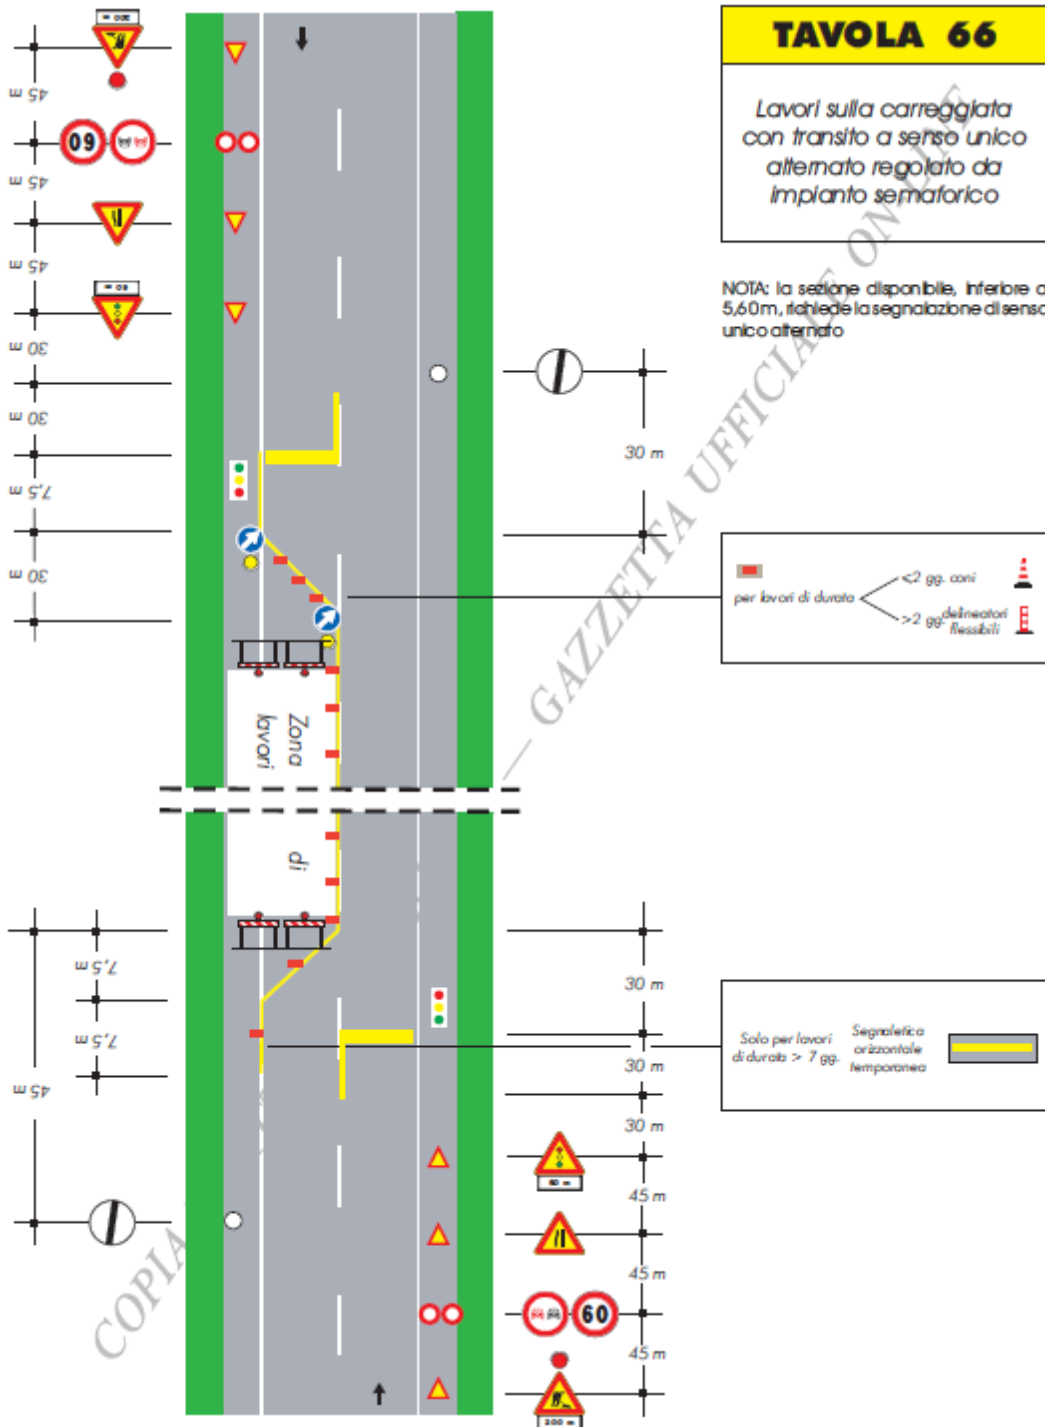 TAVOLA 66
Lavori sulla carreggiata
con transito a senso unico
alternato regolato da
impianto semaforico
NOTA: la sezione disponibile, inferiore a
5,60m, richiede la segnalazione di senso
unico alternato
45 m
60
45 m
45 m
30 m
30 m
7,5 m
30 m
30 m
per lavori di durata
<2 gg. coni
>2 gg. delineatori
flessibili
Zona
lavori
di
7,5 m
7,5 m
45 m
30 m
30 m
30 m
60 m
45 m
45 m
60
45 m
200 m
Solo per lavori
di durata > 7 gg.
Segnaletica
orizzontale
temporanea
COPIA
— GAZZETTA UFFICIALE ON-LINE